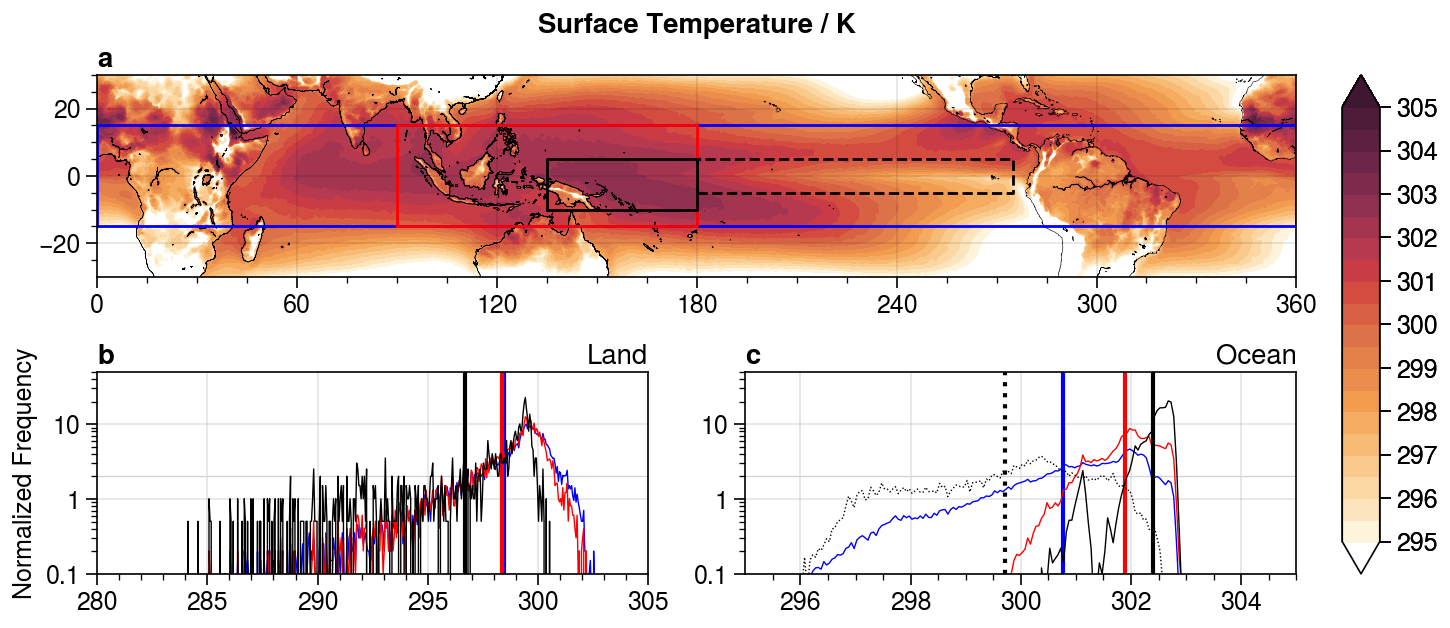 Surface Temperature / K
a
20
0
−20
0 60 120 180 240 300 360
305
304
303
302
301
300
299
298
297
296
295
b Land
Normalized Frequency
10
1
0.1
280 285 290 295 300 305
c Ocean
10
1
0.1
296 298 300 302 304